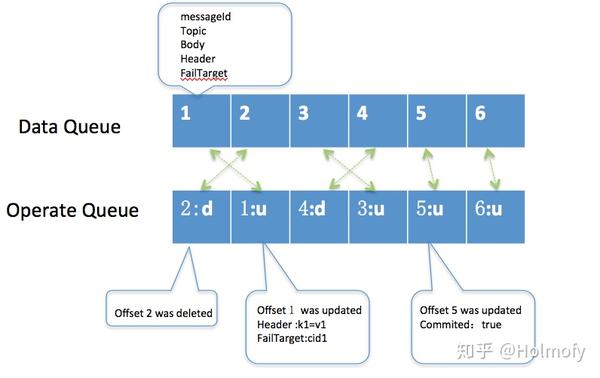 messageId
Topic
Body
Header
FailTarget
Data Queue
1 2 3 4 5 6
Operate Queue
2:d 1:u 4:d 3:u 5:u 6:u
Offset 2 was deleted
Offset 1 was updated
Header :k1=v1
FailTarget:cid1
Offset 5 was updated
Commited：true
知乎 @Holmofy